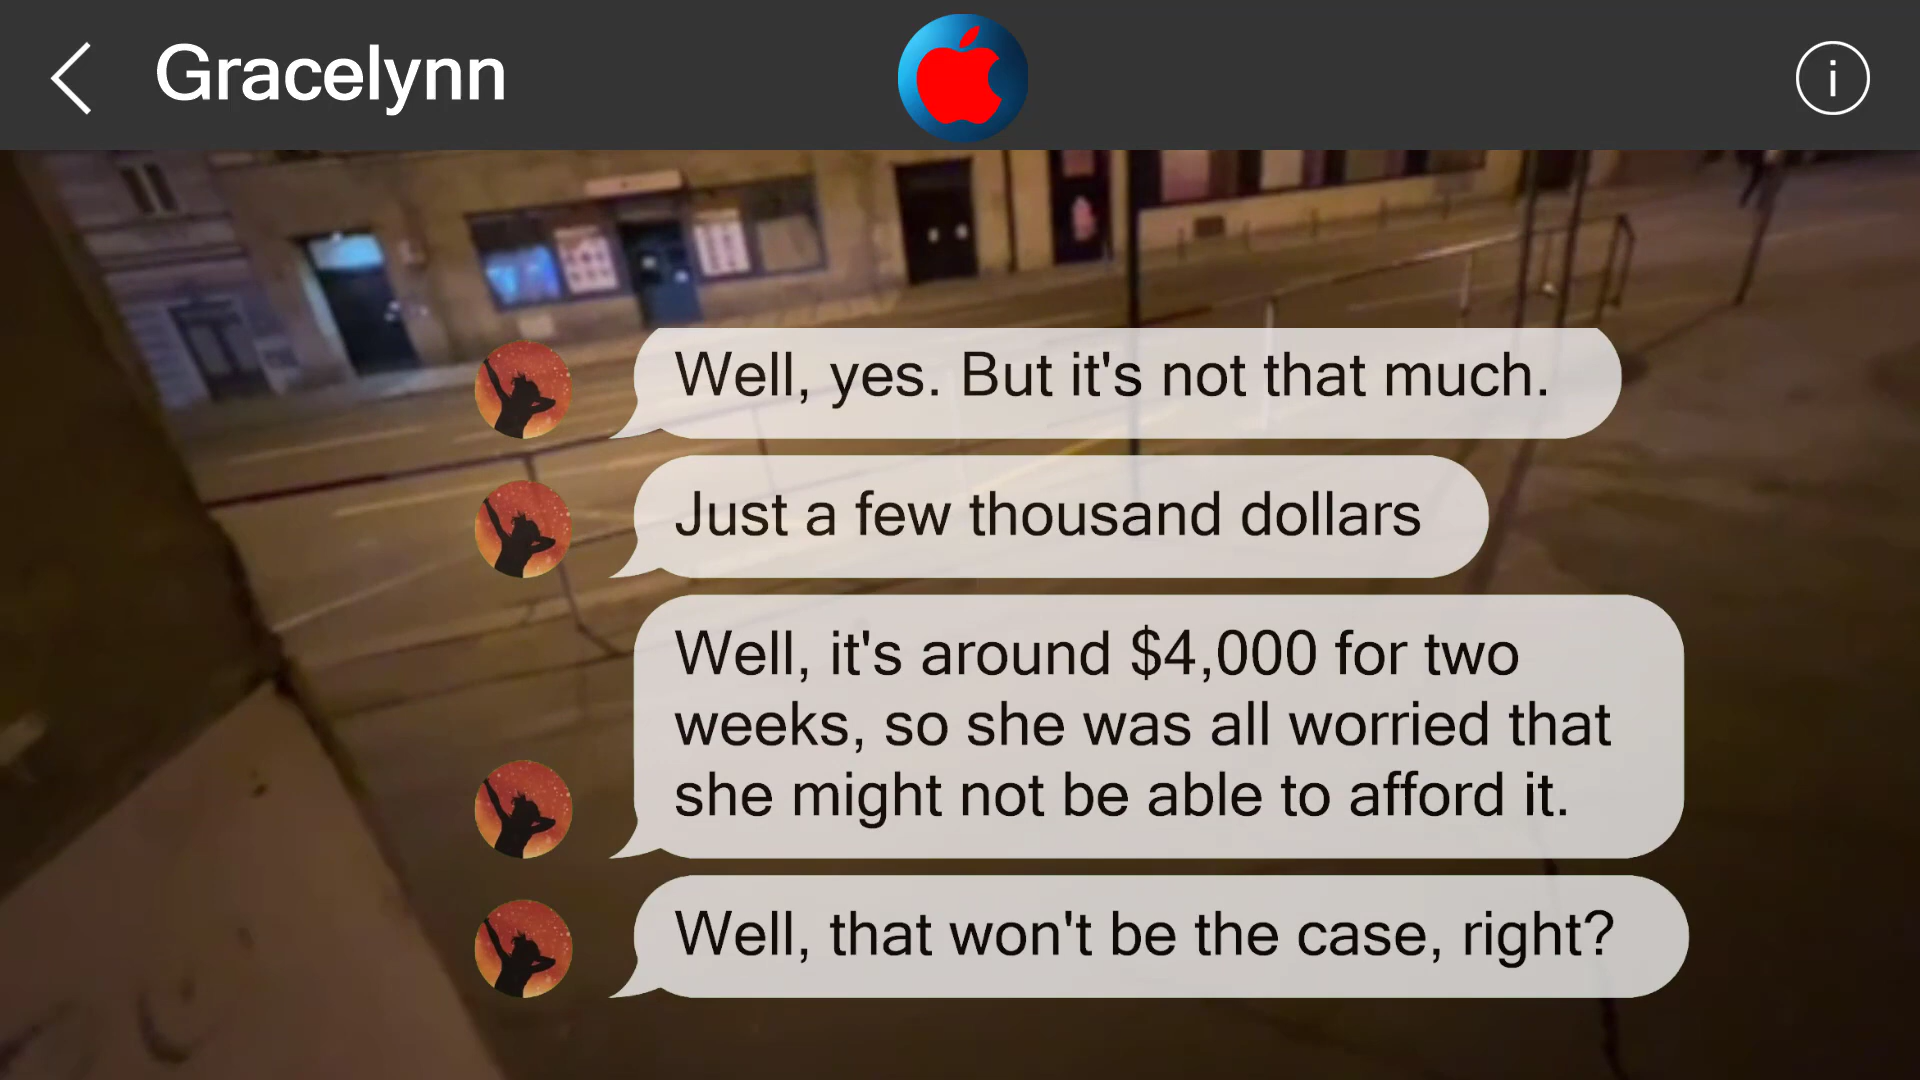 Gracelynn
i
Well, yes. But it's not that much.
Just a few thousand dollars
Well, it's around $4,000 for two
weeks, so she was all worried that
she might not be able to afford it.
Well, that won't be the case, right?